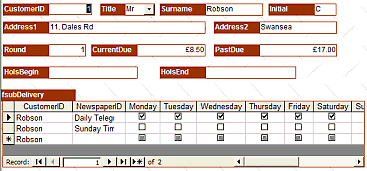 CustomerID 1 Title Mr Surname Robson Initial C
Address1 11, Dales Rd Address2 Swansea
Round 1 CurrentDue £8.50 PastDue £17.00
HolsBegin HolsEnd
fsubDelivery
CustomerID NewspaperID Monday Tuesday Wednesday Thursday Friday Saturday Su
Robson Daily Telegr
Robson Sunday Tim
Robson
Record: 1 of 2